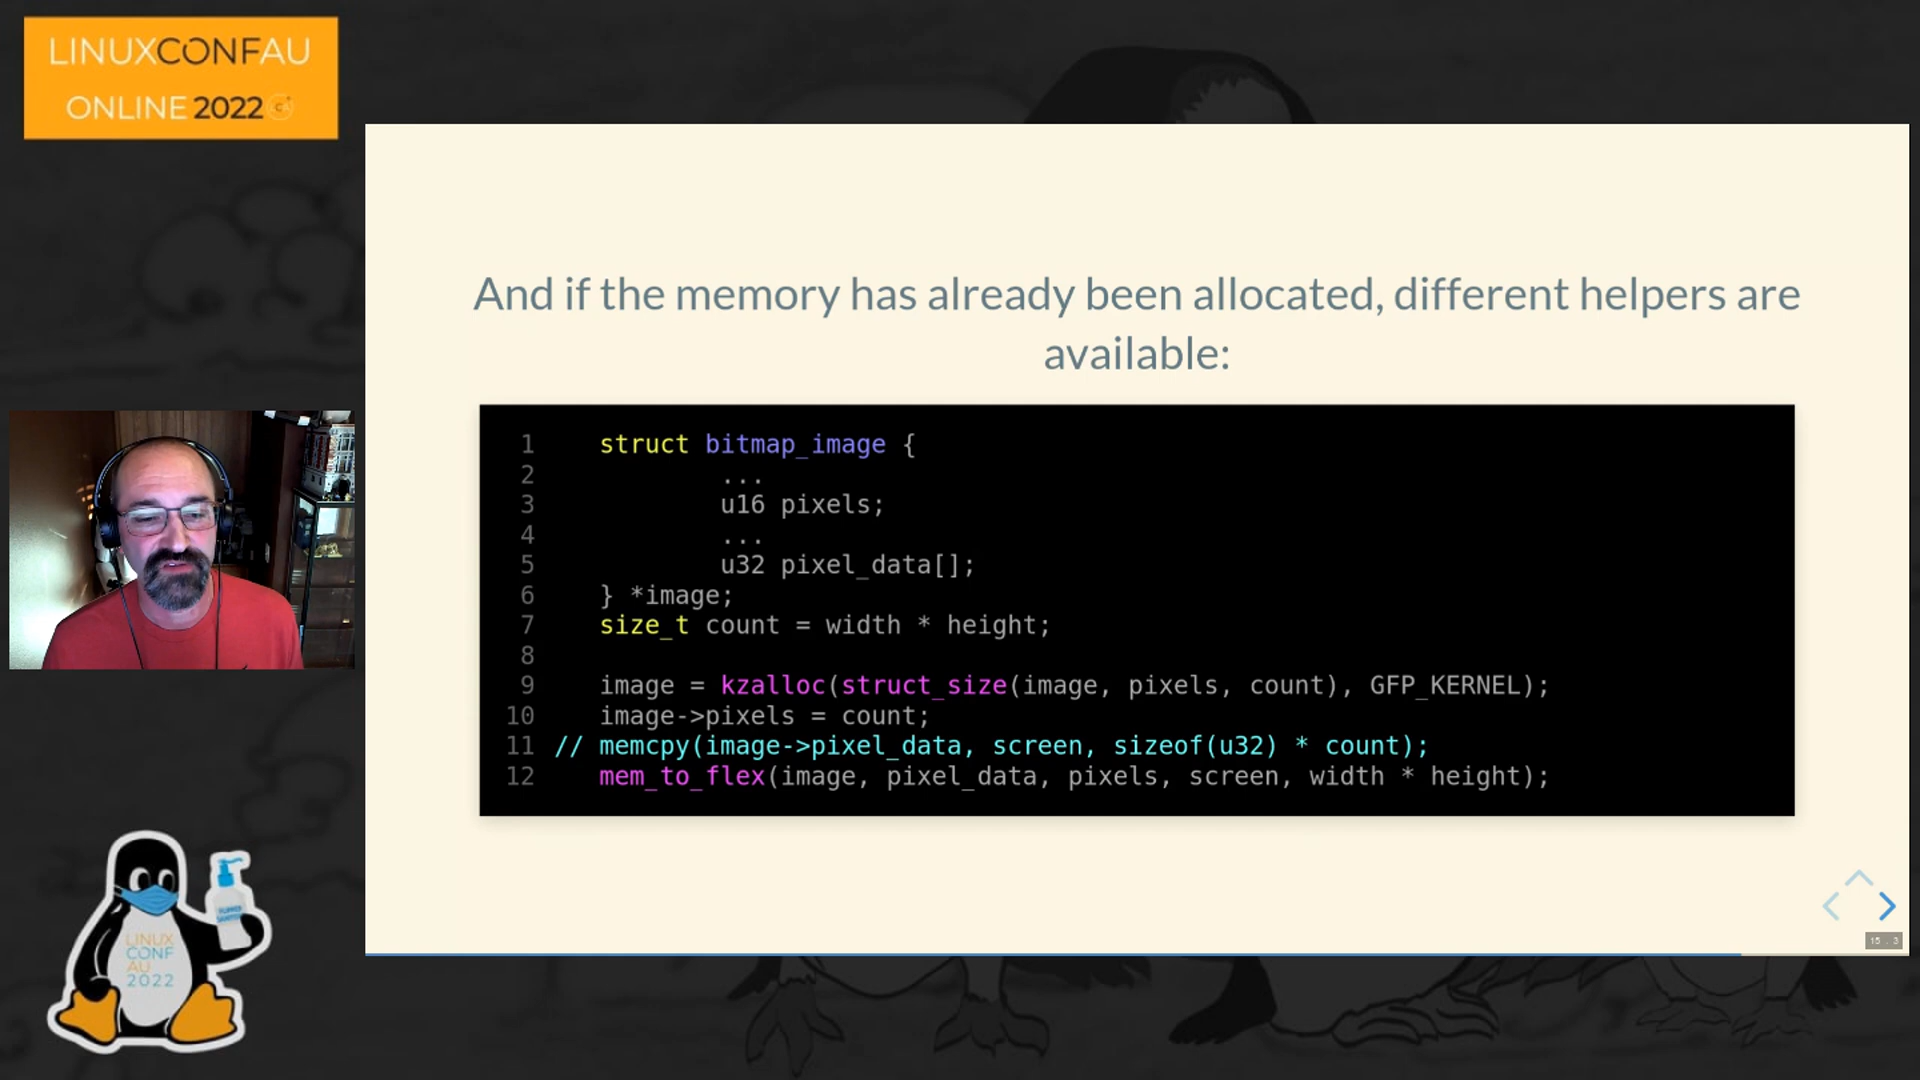 LINUXCONFAU
ONLINE 2022
And if the memory has already been allocated, different helpers are
available:
1 struct bitmap_image {
2 ...
3 u16 pixels;
4 ...
5 u32 pixel_data[];
6 } *image;
7 size_t count = width * height;
8
9 image = kzalloc(struct_size(image, pixels, count), GFP_KERNEL);
10 image->pixels = count;
11 // memcpy(image->pixel_data, screen, sizeof(u32) * count);
12 mem_to_flex(image, pixel_data, pixels, screen, width * height);
LINUX
CONF
AU
2022
15 . 3